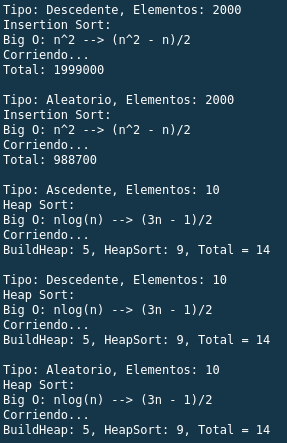 Tipo: Descedente, Elementos: 2000
Insertion Sort:
Big O: n^2 --> (n^2 - n)/2
Corriendo...
Total: 1999000

Tipo: Aleatorio, Elementos: 2000
Insertion Sort:
Big O: n^2 --> (n^2 - n)/2
Corriendo...
Total: 988700

Tipo: Ascedente, Elementos: 10
Heap Sort:
Big O: nlog(n) --> (3n - 1)/2
Corriendo...
BuildHeap: 5, HeapSort: 9, Total = 14

Tipo: Descedente, Elementos: 10
Heap Sort:
Big O: nlog(n) --> (3n - 1)/2
Corriendo...
BuildHeap: 5, HeapSort: 9, Total = 14

Tipo: Aleatorio, Elementos: 10
Heap Sort:
Big O: nlog(n) --> (3n - 1)/2
Corriendo...
BuildHeap: 5, HeapSort: 9, Total = 14